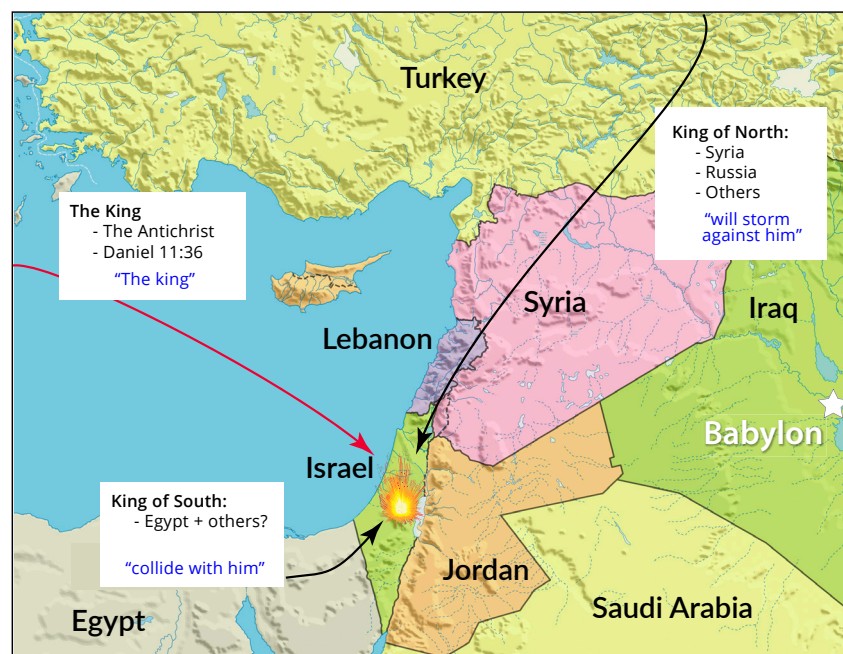 Turkey
King of North:
- Syria
- Russia
- Others
“will storm
against him”
The King
- The Antichrist
- Daniel 11:36
“The king”
Syria
Iraq
Lebanon
Babylon
Israel
King of South:
- Egypt + others?
“collide with him”
Jordan
Egypt
Saudi Arabia